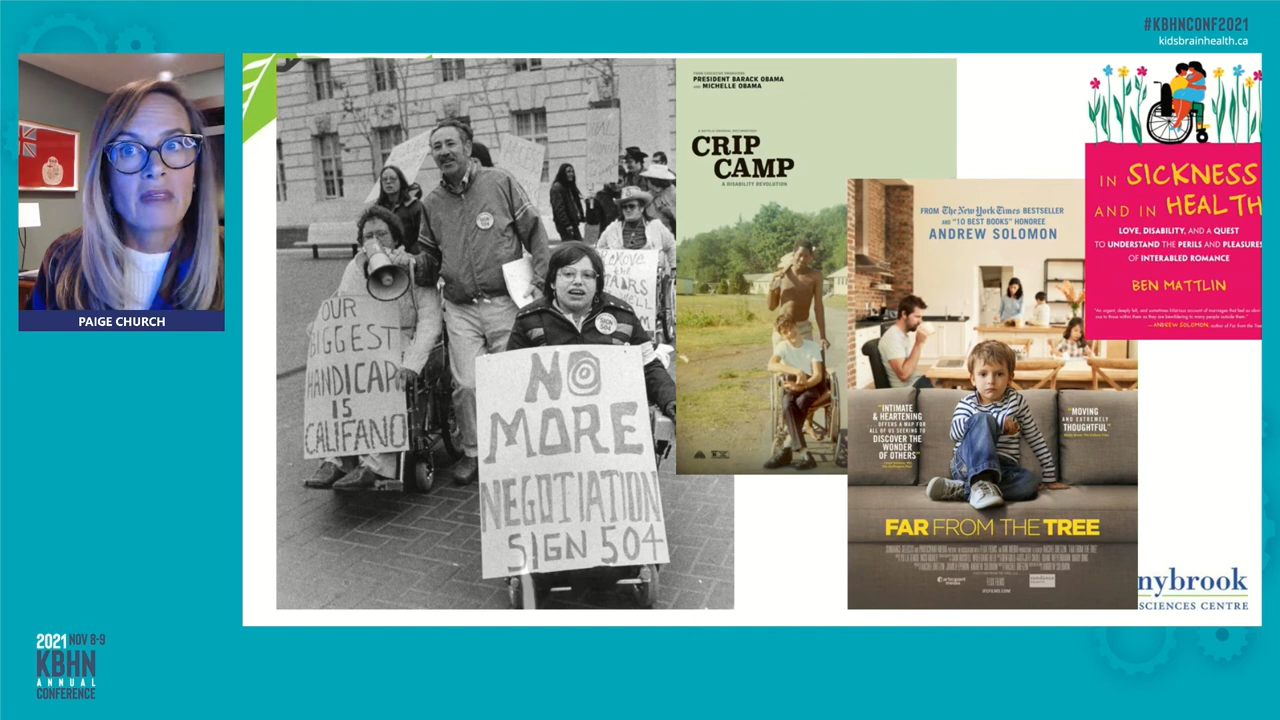 #KBHNCONF2021
kidsbrainhealth.ca
PAIGE CHURCH
OUR
BIGGEST
HANDICAP
IS
CALIFANO
SIGN
504
NO
MORE
NEGOTIATION
SIGN 504
REMOVE
the
STAIRS
PRESIDENT BARACK OBAMA
AND MICHELLE OBAMA
CRIP
CAMP
A DISABILITY REVOLUTION
FROM The New York Times BESTSELLER
AND "10 BEST BOOKS" HONOREE
ANDREW SOLOMON
"INTIMATE
& HEARTENING
... OFFERS A MAP FOR
ALL OF US SEEKING TO
DISCOVER THE
WONDER
OF OTHERS"
"MOVING
AND EXTREMELY
THOUGHTFUL"
FAR FROM THE TREE
IN SICKNESS
AND IN HEALTH
LOVE, DISABILITY, AND A QUEST
TO UNDERSTAND THE PERILS AND PLEASURES
OF INTERABLED ROMANCE
BEN MATTLIN
—ANDREW SOLOMON,
nybrook
SCIENCES CENTRE
2021 NOV 8-9
KBHN
ANNUAL
CONFERENCE